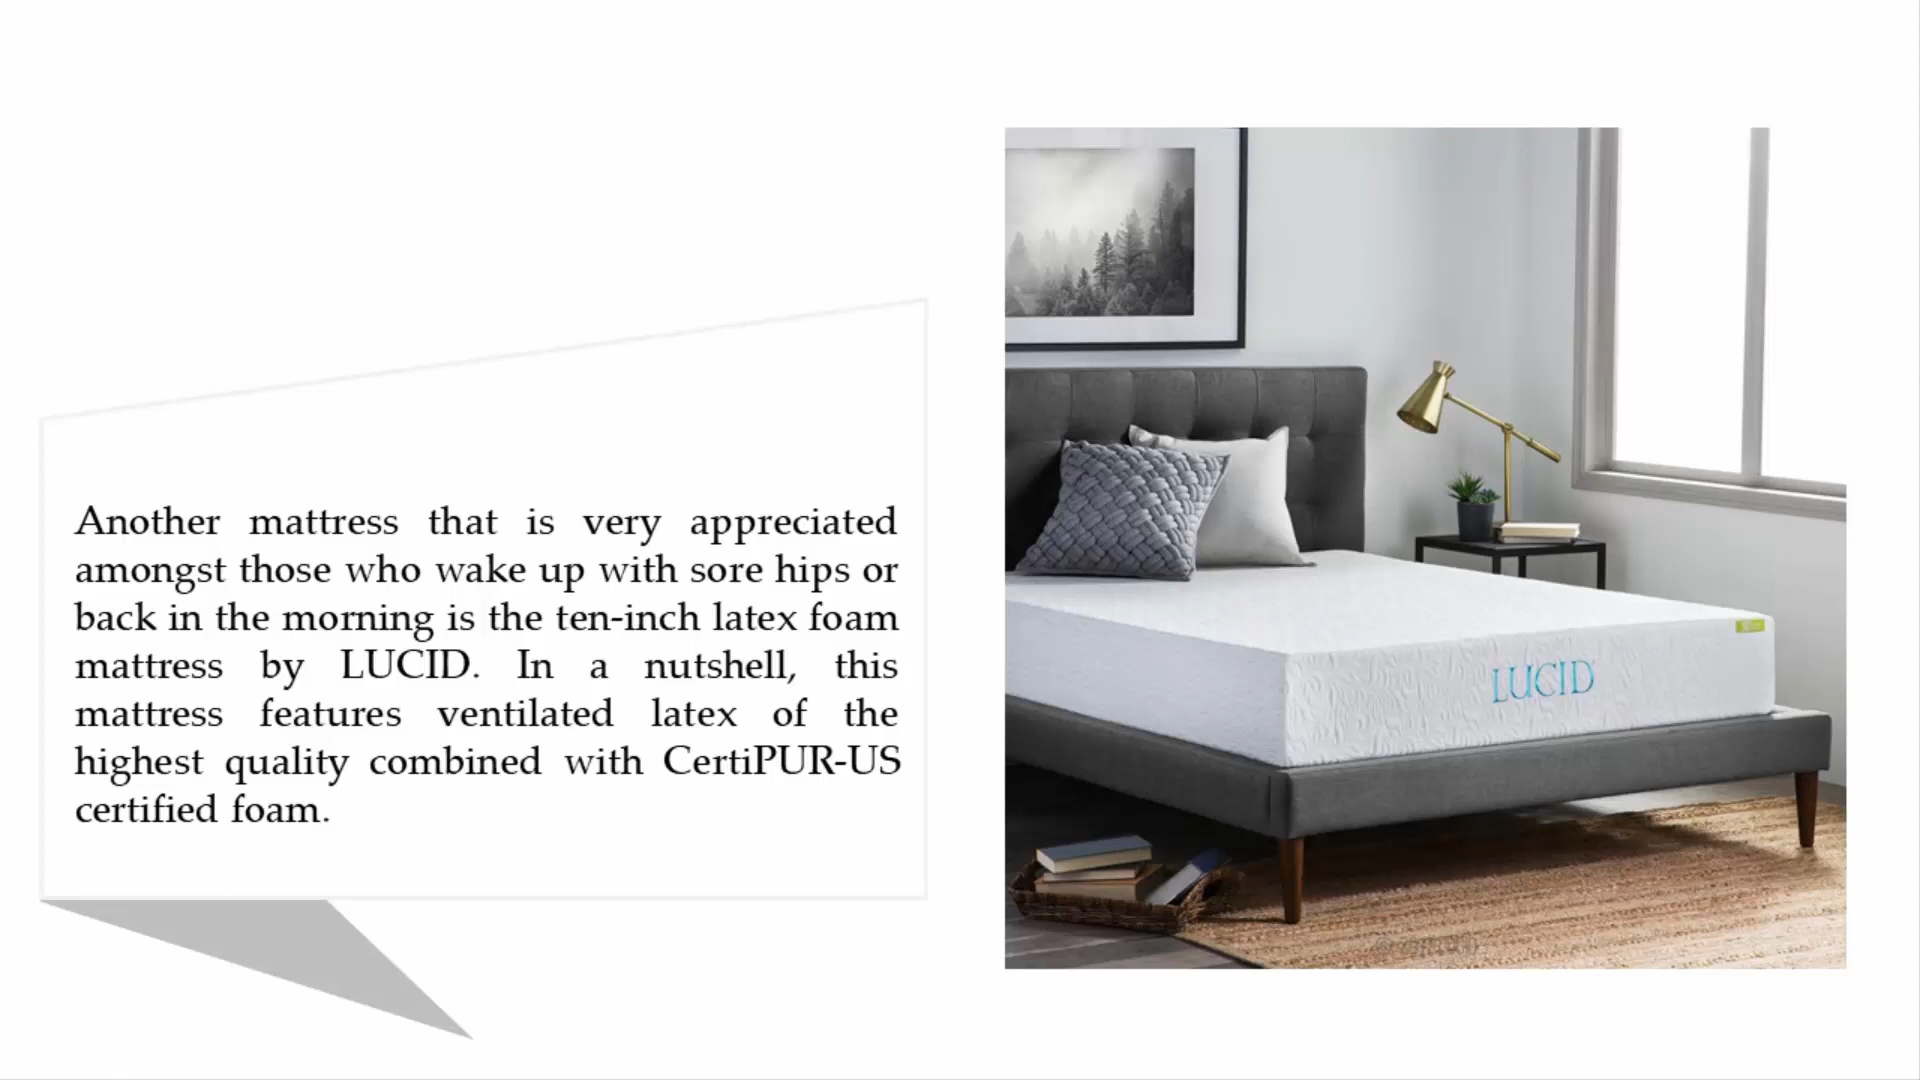 Another mattress that is very appreciated
amongst those who wake up with sore hips or
back in the morning is the ten-inch latex foam
mattress by LUCID. In a nutshell, this
mattress features ventilated latex of the
highest quality combined with CertiPUR-US
certified foam.
LUCID